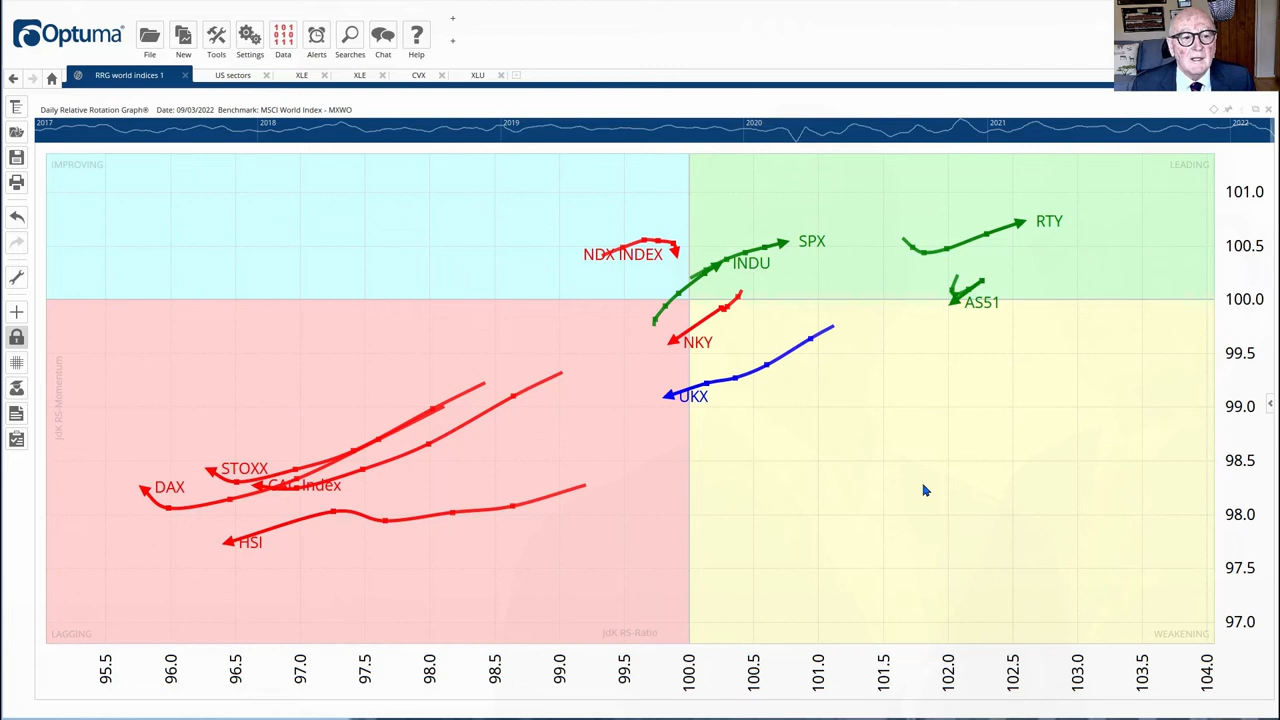 Optuma
File New Tools Settings Data Alerts Searches Chat Help
RRG world indices 1 US sectors XLE XLE CVX XLU
Daily Relative Rotation Graph® Date: 09/03/2022 Benchmark: MSCI World Index - MXWO
2017 2018 2019 2020 2021 2022
IMPROVING LEADING
101.0
RTY
SPX
100.5
NDX INDEX
INDU
100.0
AS51
NKY
99.5
UKX
99.0
JdK RS-Momentum
STOXX
98.5
DAX
CAC Index
98.0
HSI
97.5
97.0
LAGGING JdK RS-Ratio WEAKENING
95.5 96.0 96.5 97.0 97.5 98.0 98.5 99.0 99.5 100.0 100.5 101.0 101.5 102.0 102.5 103.0 103.5 104.0